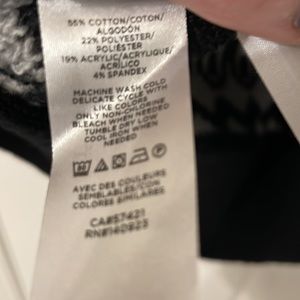 55% COTTON/COTON/
ALGODÓN
22% POLYESTER/
POLIÉSTER
19% ACRYLIC/ACRYLIQUE/
ACRÍLICO
4% SPANDEX
MACHINE WASH COLD
DELICATE CYCLE WITH
LIKE COLORS
ONLY NON-CHLORINE
BLEACH WHEN NEEDED
TUMBLE DRY LOW
COOL IRON WHEN
NEEDED
AVEC DES COULEURS
SEMBLABLES/CON
COLORES SIMILARES
CA#57421
RN#140923